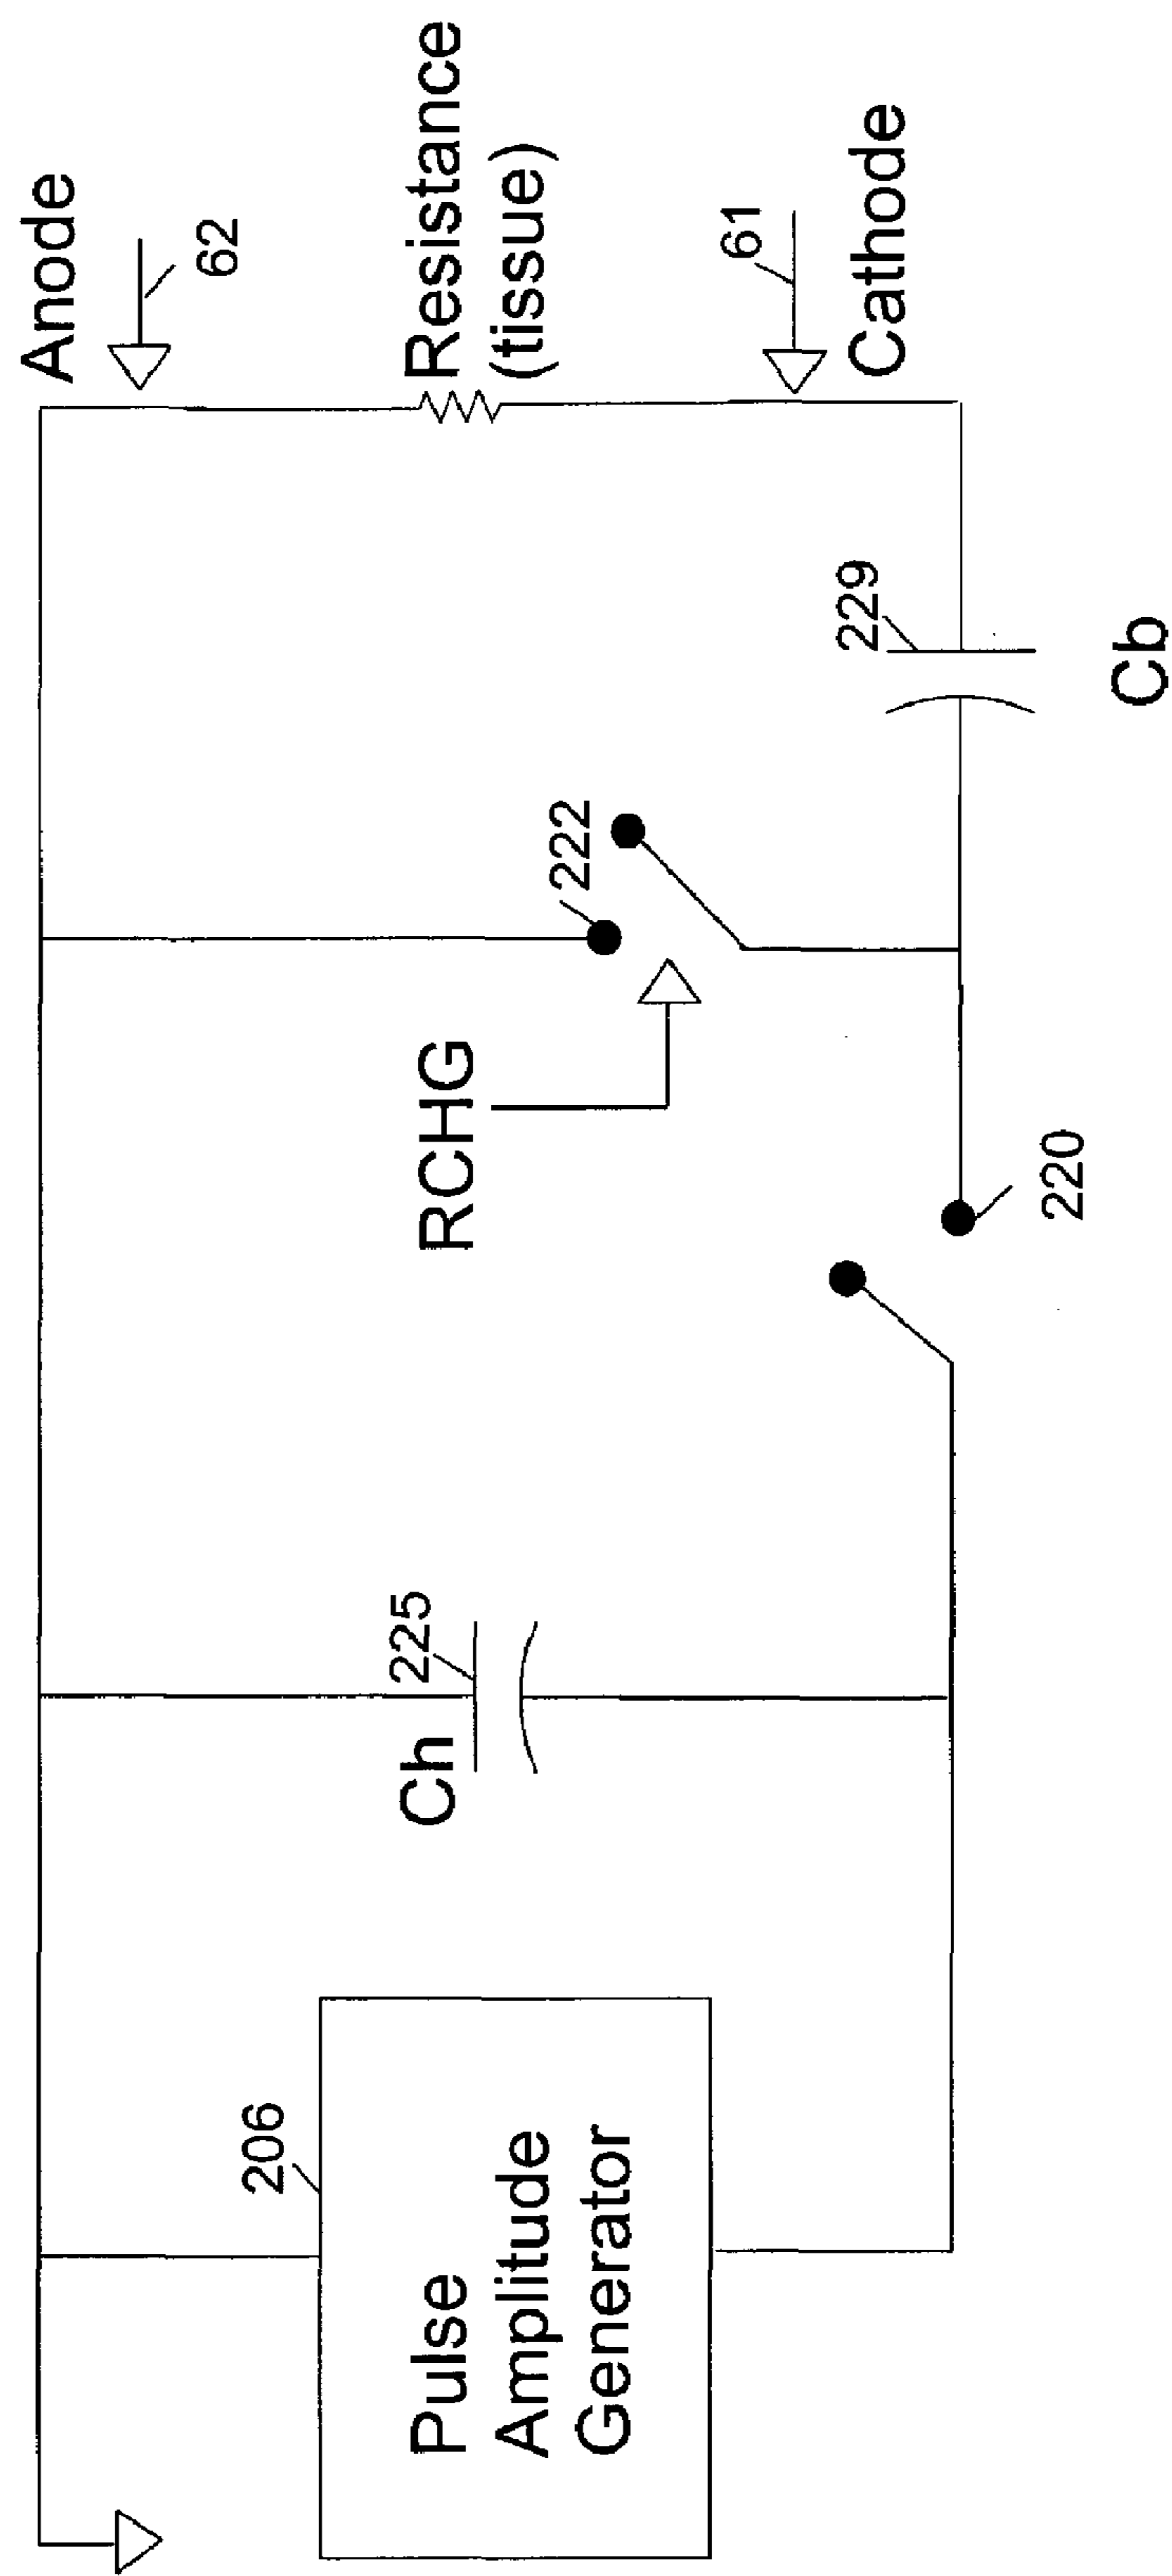 Anode
62
Resistance
(tissue)
61
Cathode
206
Pulse
Amplitude
Generator
Ch
225
RCHG
222
220
229
Cb